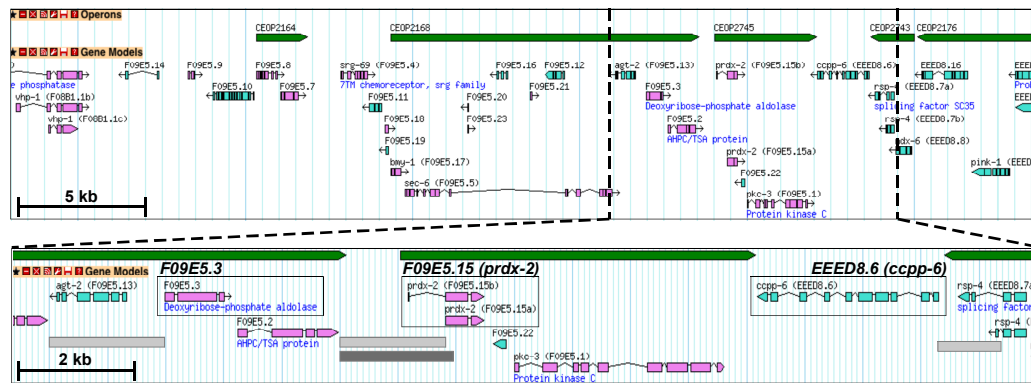 Operons
CEOP2164 CEOP2168 CEOP2745 CEOP2743 CEOP2176
Gene Models
F09E5.14 F09E5.9 F09E5.8 srg-69 (F09E5.4) F09E5.16 F09E5.12 agt-2 (F09E5.13) prdx-2 (F09E5.15b) ccpp-6 (EEED8.6) EEED8.16
e phosphatase 7TM chemoreceptor, srg family
vhp-1 (F08B1.1b) F09E5.10 F09E5.7 F09E5.21 F09E5.3 rsp-4 (EEED8.7a)
F09E5.11 F09E5.20 Deoxyribose-phosphate aldolase splicing factor SC35
vhp-1 (F08B1.1c) F09E5.10 F09E5.23 F09E5.2 rsp-4 (EEED8.7b)
AHPC/TSA protein
F09E5.19 prdx-2 (F09E5.15a)
bmy-1 (F09E5.17) F09E5.22 pink-1 (EEED
sec-6 (F09E5.5) pkc-3 (F09E5.1)
5 kb
Protein kinase C
Gene Models F09E5.3 F09E5.15 (prdx-2) EEED8.6 (ccpp-6)
agt-2 (F09E5.13) F09E5.3 prdx-2 (F09E5.15b) ccpp-6 (EEED8.6) rsp-4 (EEED8.7a
Deoxyribose-phosphate aldolase prdx-2 (F09E5.15a) splicing factor
F09E5.2 F09E5.22 rsp-4 (EEED
AHPC/TSA protein
2 kb
pkc-3 (F09E5.1)
Protein kinase C